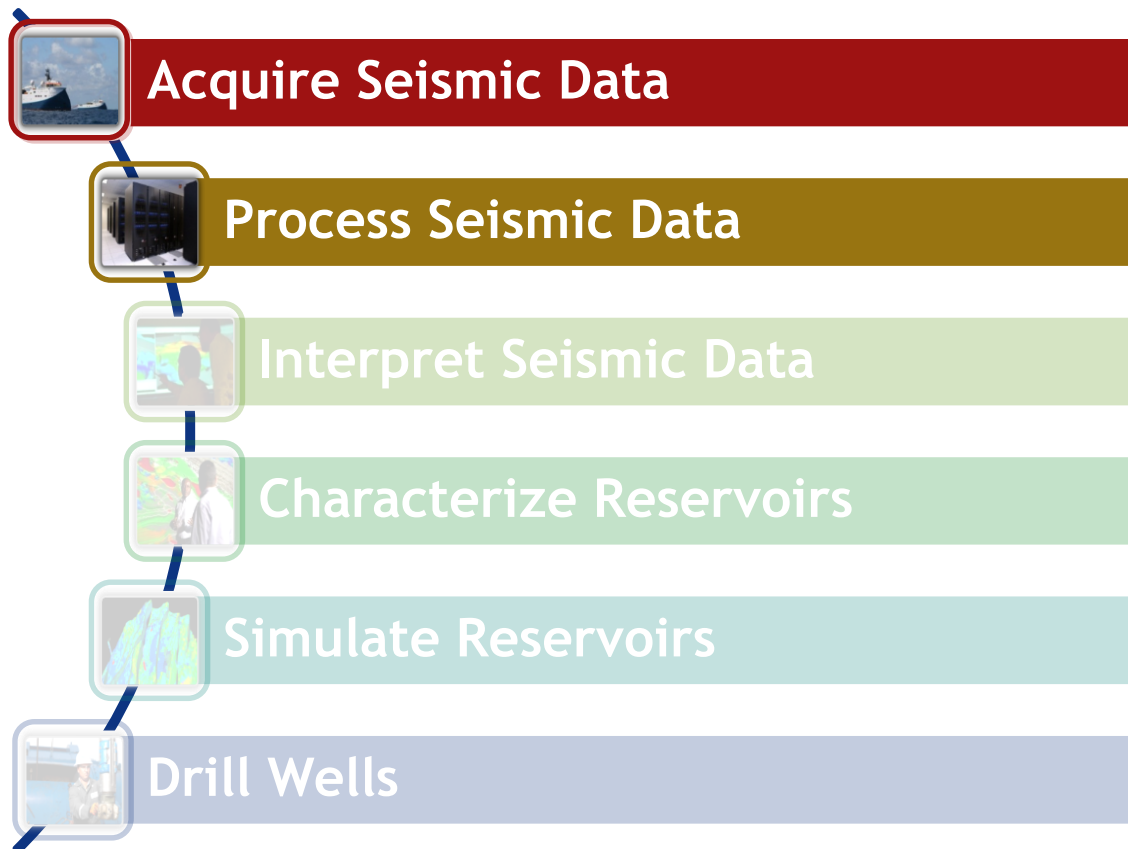 Acquire Seismic Data
Process Seismic Data
Interpret Seismic Data
Characterize Reservoirs
Simulate Reservoirs
Drill Wells